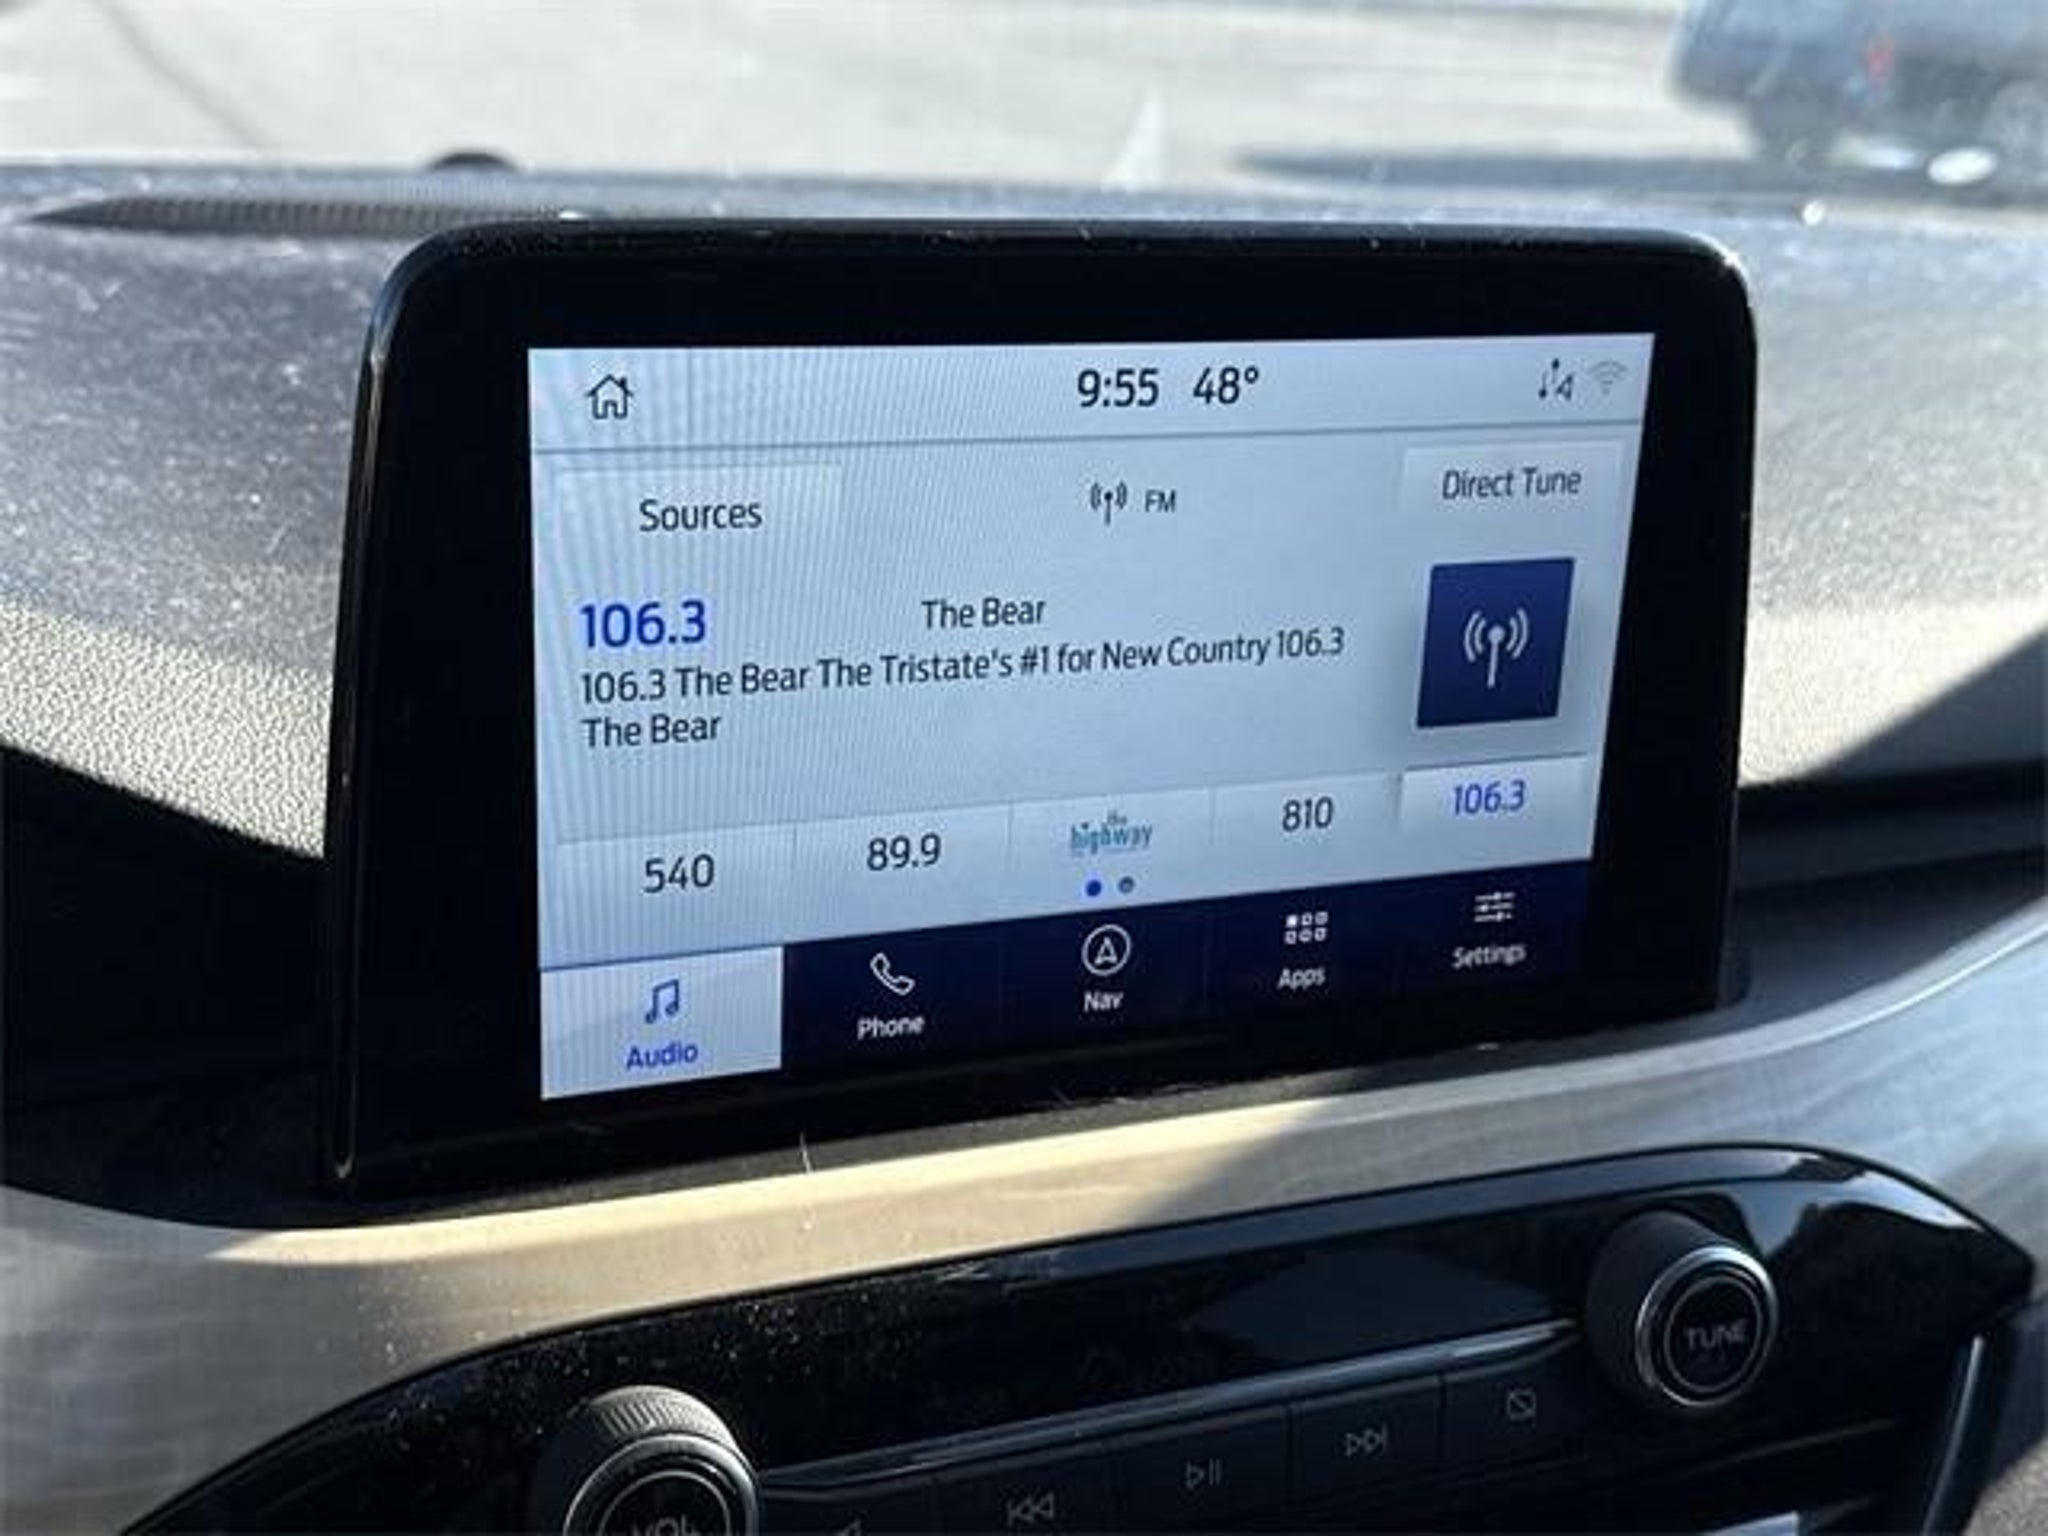 9:55 48°
Sources
FM
Direct Tune
106.3
The Bear
106.3 The Bear The Tristate's #1 for New Country 106.3
The Bear
540
89.9
the
highway
810
106.3
Audio
Phone
Nav
Apps
Settings
TUNE
VOL